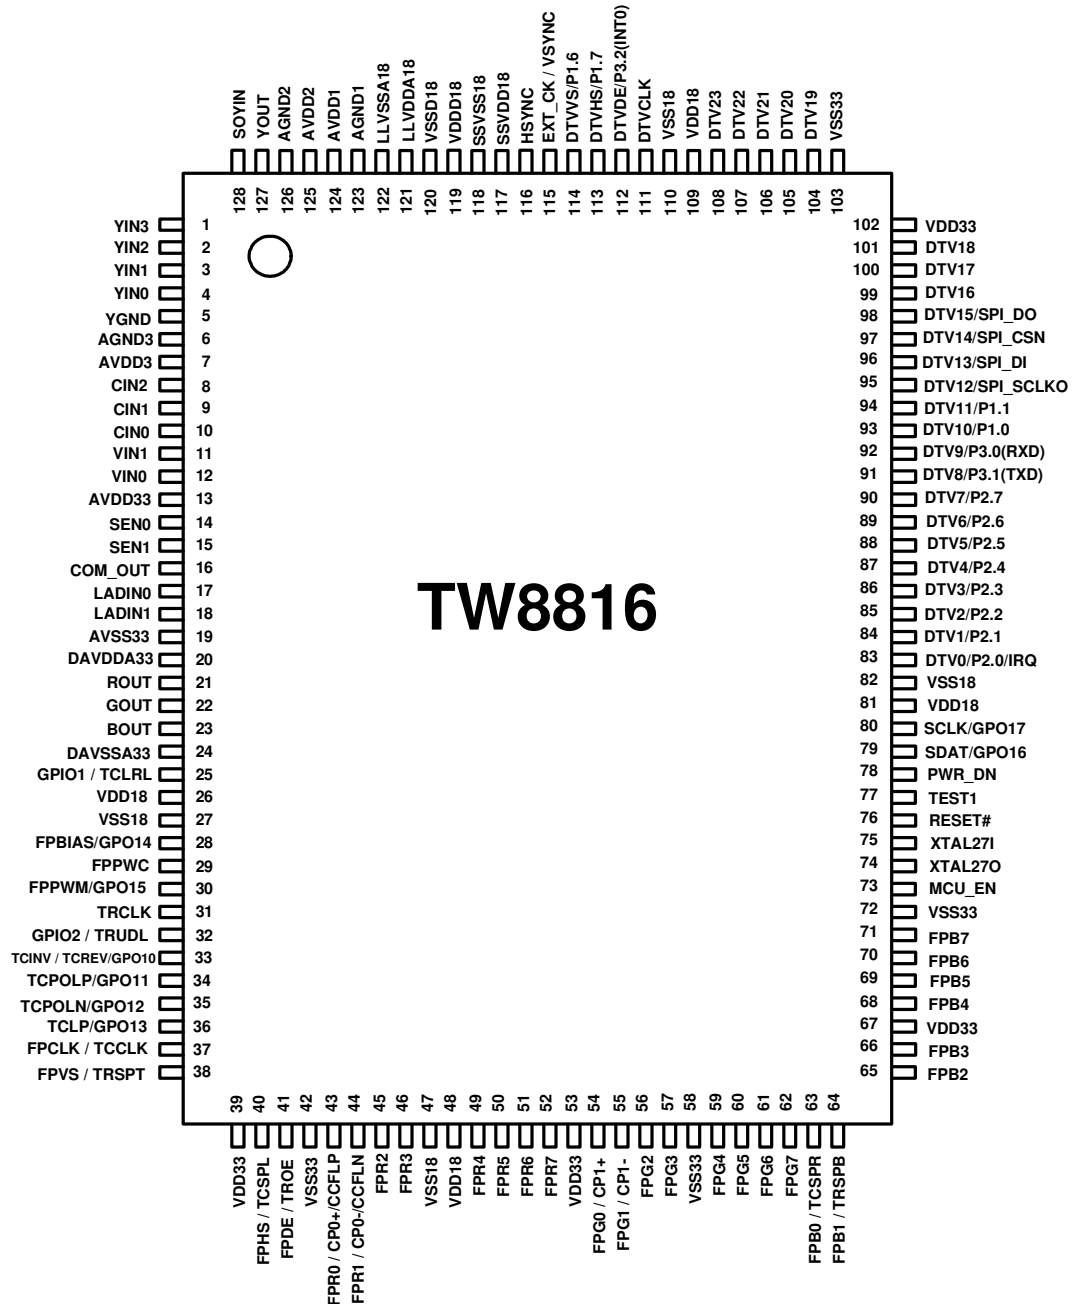 SOYIN
YOUT
AGND2
AVDD2
AVDD1
AGND1
LLVSSA18
LLVDDA18
VSSD18
VDDD18
SSVSS18
SSVDD18
HSYNC
EXT_CK / VSYNC
DTVVS/P1.6
DTVHS/P1.7
DTVDE/P3.2(INT0)
DTVCLK
VSS18
VDD18
DTV23
DTV22
DTV21
DTV20
DTV19
VSS33
128
127
126
125
124
123
122
121
120
119
118
117
116
115
114
113
112
111
110
109
108
107
106
105
104
103
YIN3 1
YIN2 2
YIN1 3
YIN0 4
YGND 5
AGND3 6
AVDD3 7
CIN2 8
CIN1 9
CIN0 10
VIN1 11
VIN0 12
AVDD33 13
SEN0 14
SEN1 15
COM_OUT 16
LADIN0 17
LADIN1 18
AVSS33 19
DAVDDA33 20
ROUT 21
GOUT 22
BOUT 23
DAVSSA33 24
GPIO1 / TCLRL 25
VDD18 26
VSS18 27
FPBIAS/GPO14 28
FPPWC 29
FPPWM/GPO15 30
TRCLK 31
GPIO2 / TRUDL 32
TCINV / TCREV/GPO10 33
TCPOLP/GPO11 34
TCPOLN/GPO12 35
TCLP/GPO13 36
FPCLK / TCCLK 37
FPVS / TRSPT 38
TW8816
102 VDD33
101 DTV18
100 DTV17
99 DTV16
98 DTV15/SPI_DO
97 DTV14/SPI_CSN
96 DTV13/SPI_DI
95 DTV12/SPI_SCLKO
94 DTV11/P1.1
93 DTV10/P1.0
92 DTV9/P3.0(RXD)
91 DTV8/P3.1(TXD)
90 DTV7/P2.7
89 DTV6/P2.6
88 DTV5/P2.5
87 DTV4/P2.4
86 DTV3/P2.3
85 DTV2/P2.2
84 DTV1/P2.1
83 DTV0/P2.0/IRQ
82 VSS18
81 VDD18
80 SCLK/GPO17
79 SDAT/GPO16
78 PWR_DN
77 TEST1
76 RESET#
75 XTAL27I
74 XTAL27O
73 MCU_EN
72 VSS33
71 FPB7
70 FPB6
69 FPB5
68 FPB4
67 VDD33
66 FPB3
65 FPB2
39
40
41
42
43
44
45
46
47
48
49
50
51
52
53
54
55
56
57
58
59
60
61
62
63
64
VDD33
FPHS / TCSPL
FPDE / TROE
VSS33
FPR0 / CP0+/CCFLP
FPR1 / CP0-/CCFLN
FPR2
FPR3
VSS18
VDD18
FPR4
FPR5
FPR6
FPR7
VDD33
FPG0 / CP1+
FPG1 / CP1-
FPG2
FPG3
VSS33
FPG4
FPG5
FPG6
FPG7
FPB0 / TCSPR
FPB1 / TRSPB